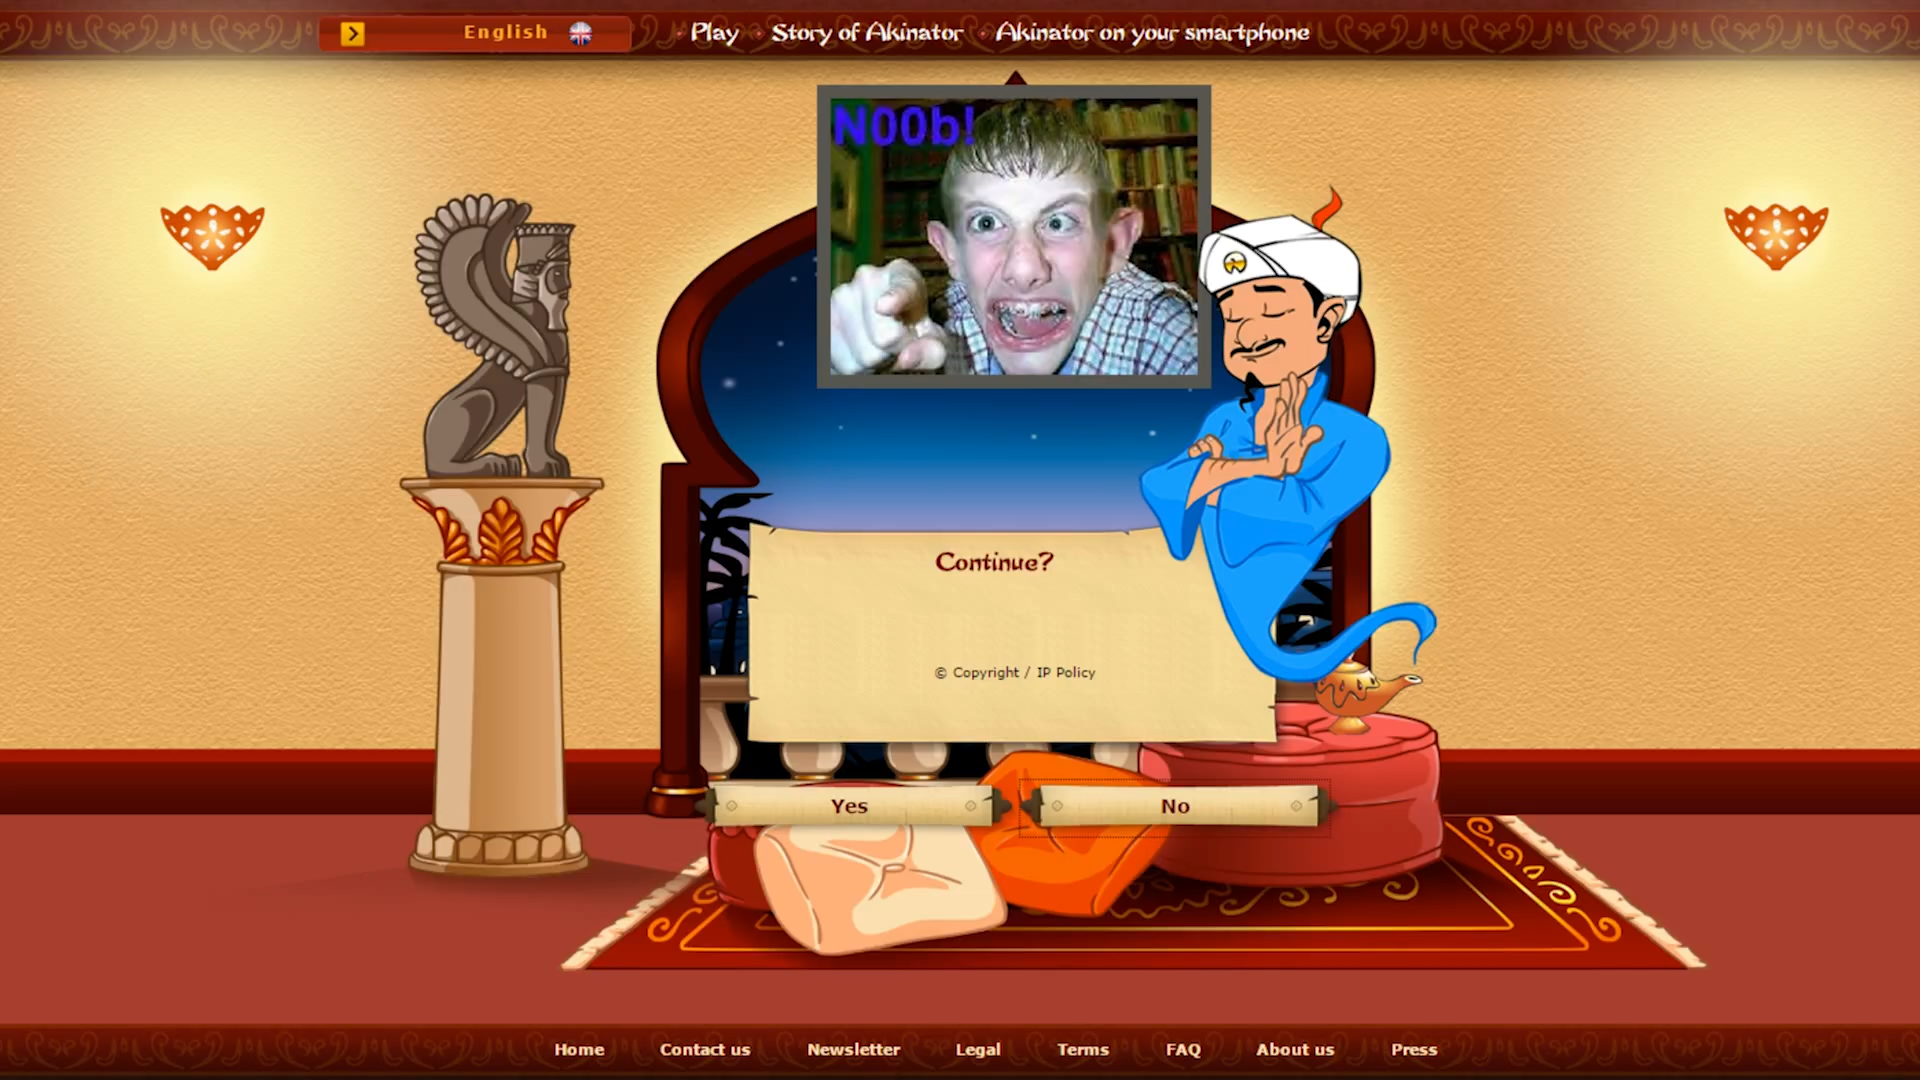 English
Play
Story of Akinator
Akinator on your smartphone
N00b!
Continue?
© Copyright / IP Policy
Yes
No
Home
Contact us
Newsletter
Legal
Terms
FAQ
About us
Press